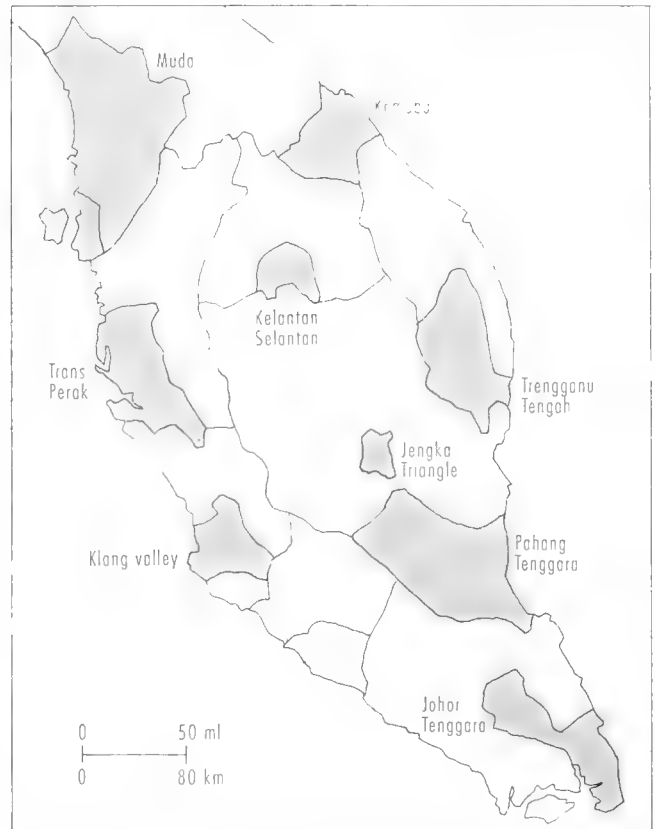 Muda
Kelantan
Selantan
Trans
Perak
Trengganu
Tengah
Jengka
Triangle
Klang valley
Pahang
Tenggara
Johor
Tenggara
0 50 ml
0 80 km